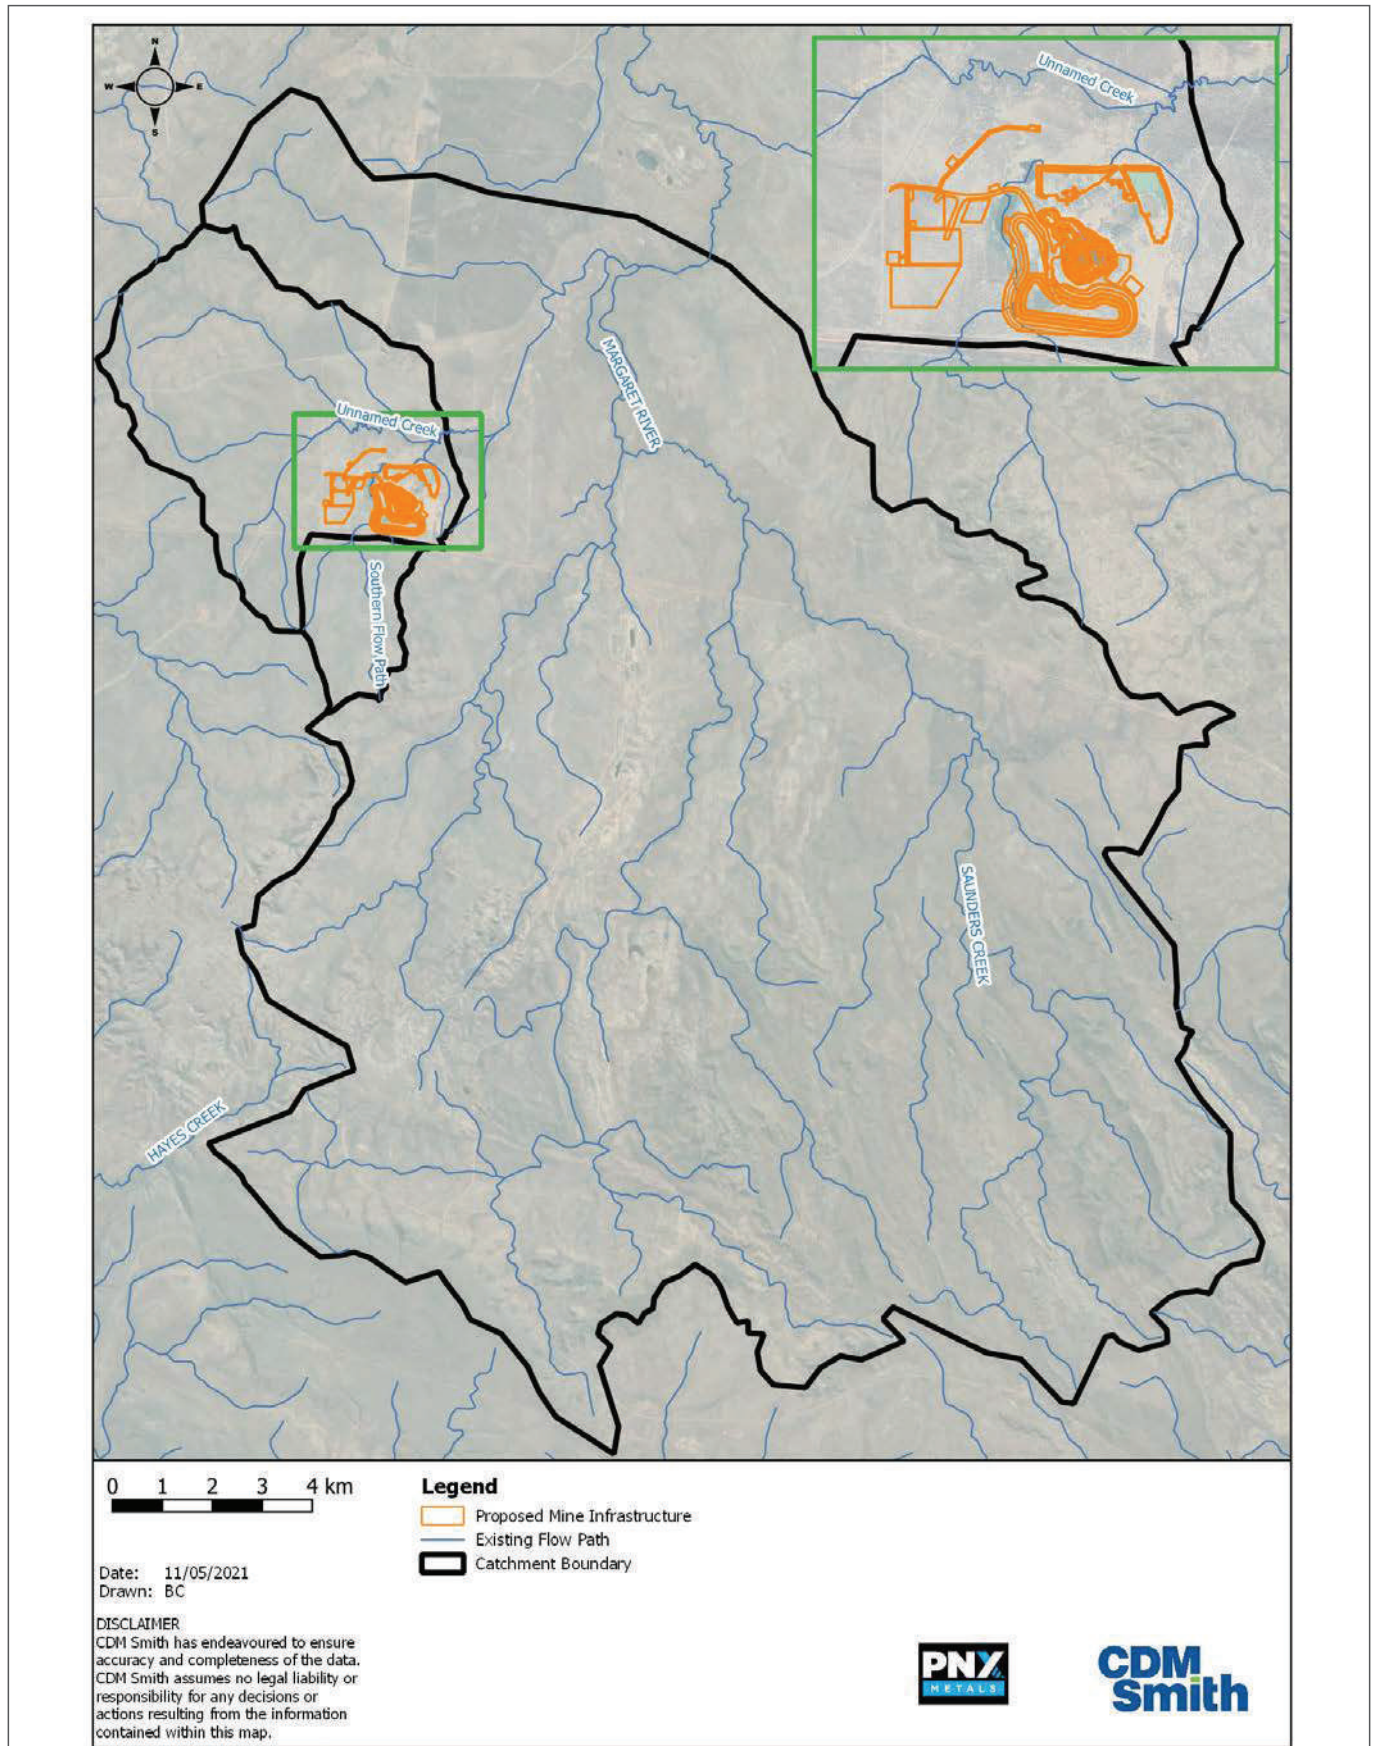 N
W E
S
Unnamed Creek
MARGARET RIVER
Unnamed Creek
Southern Flow Path
SAUNDERS CREEK
HAYES CREEK
0 1 2 3 4 km
Legend
Proposed Mine Infrastructure
Existing Flow Path
Catchment Boundary
Date: 11/05/2021
Drawn: BC
DISCLAIMER
CDM Smith has endeavoured to ensure
accuracy and completeness of the data.
CDM Smith assumes no legal liability or
responsibility for any decisions or
actions resulting from the information
contained within this map.
PNX
METALS
CDM
Smith